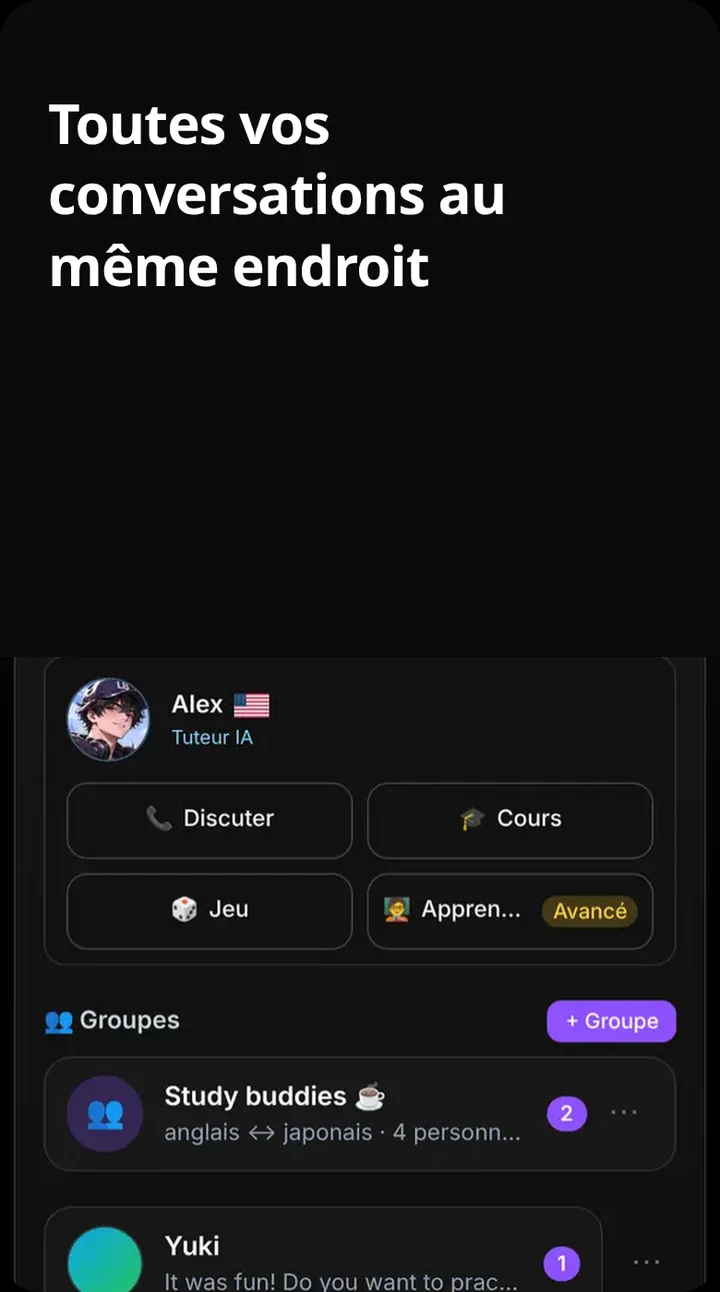 Toutes vos
conversations au
même endroit
Alex 🇺🇸
Tuteur IA
📞 Discuter
🎓 Cours
🎲 Jeu
🧑‍🏫 Appren... Avancé
👥 Groupes
+ Groupe
Study buddies ☕
2 ...
anglais ↔ japonais · 4 personn...
Yuki
1 ...
It was fun! Do you want to prac...